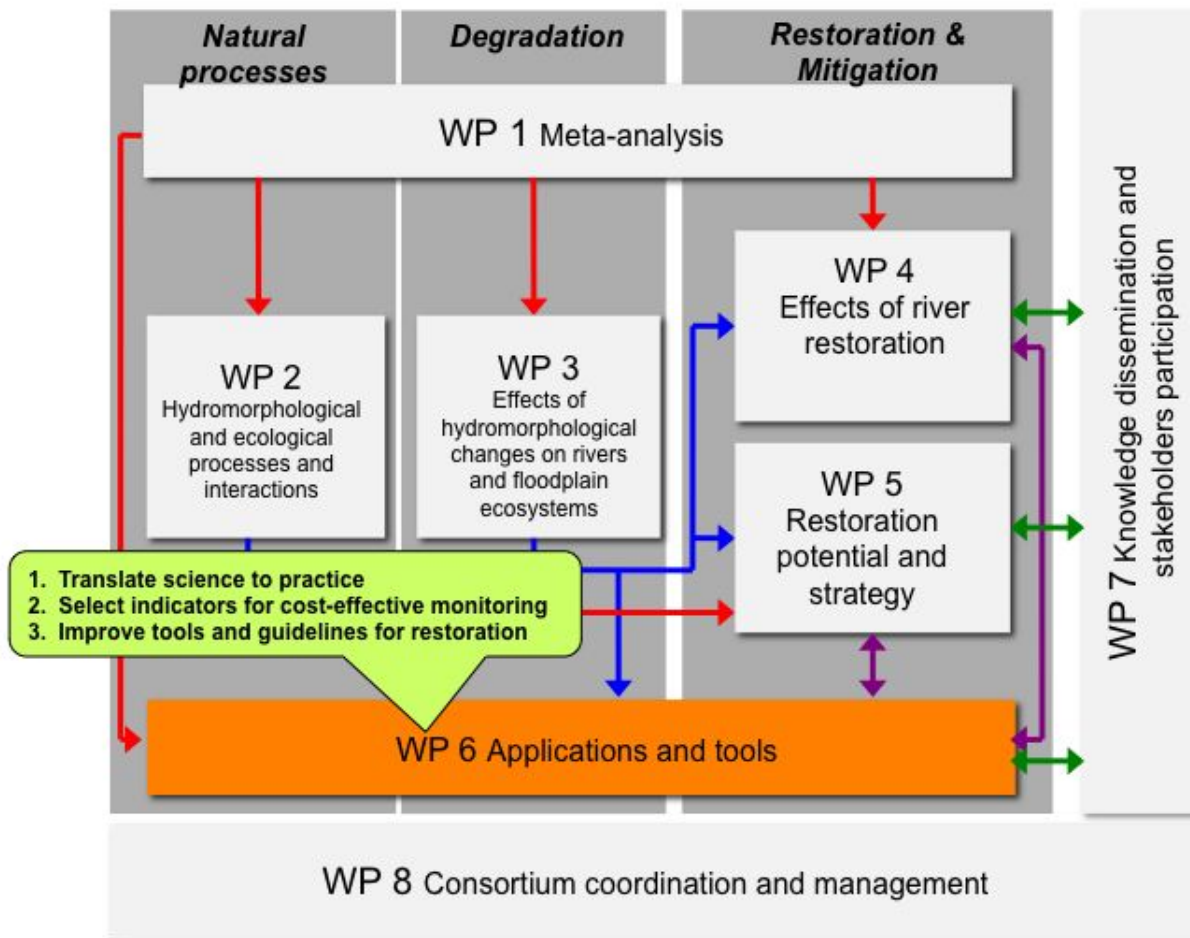 Natural
processes
Degradation
Restoration &
Mitigation
WP 1 Meta-analysis
WP 2
Hydromorphological
and ecological
processes and
interactions
WP 3
Effects of
hydromorphological
changes on rivers
and floodplain
ecosystems
WP 4
Effects of river
restoration
WP 5
Restoration
potential and
strategy
1. Translate science to practice
2. Select indicators for cost-effective monitoring
3. Improve tools and guidelines for restoration
WP 6 Applications and tools
WP 7 Knowledge dissemination and
stakeholders participation
WP 8 Consortium coordination and management